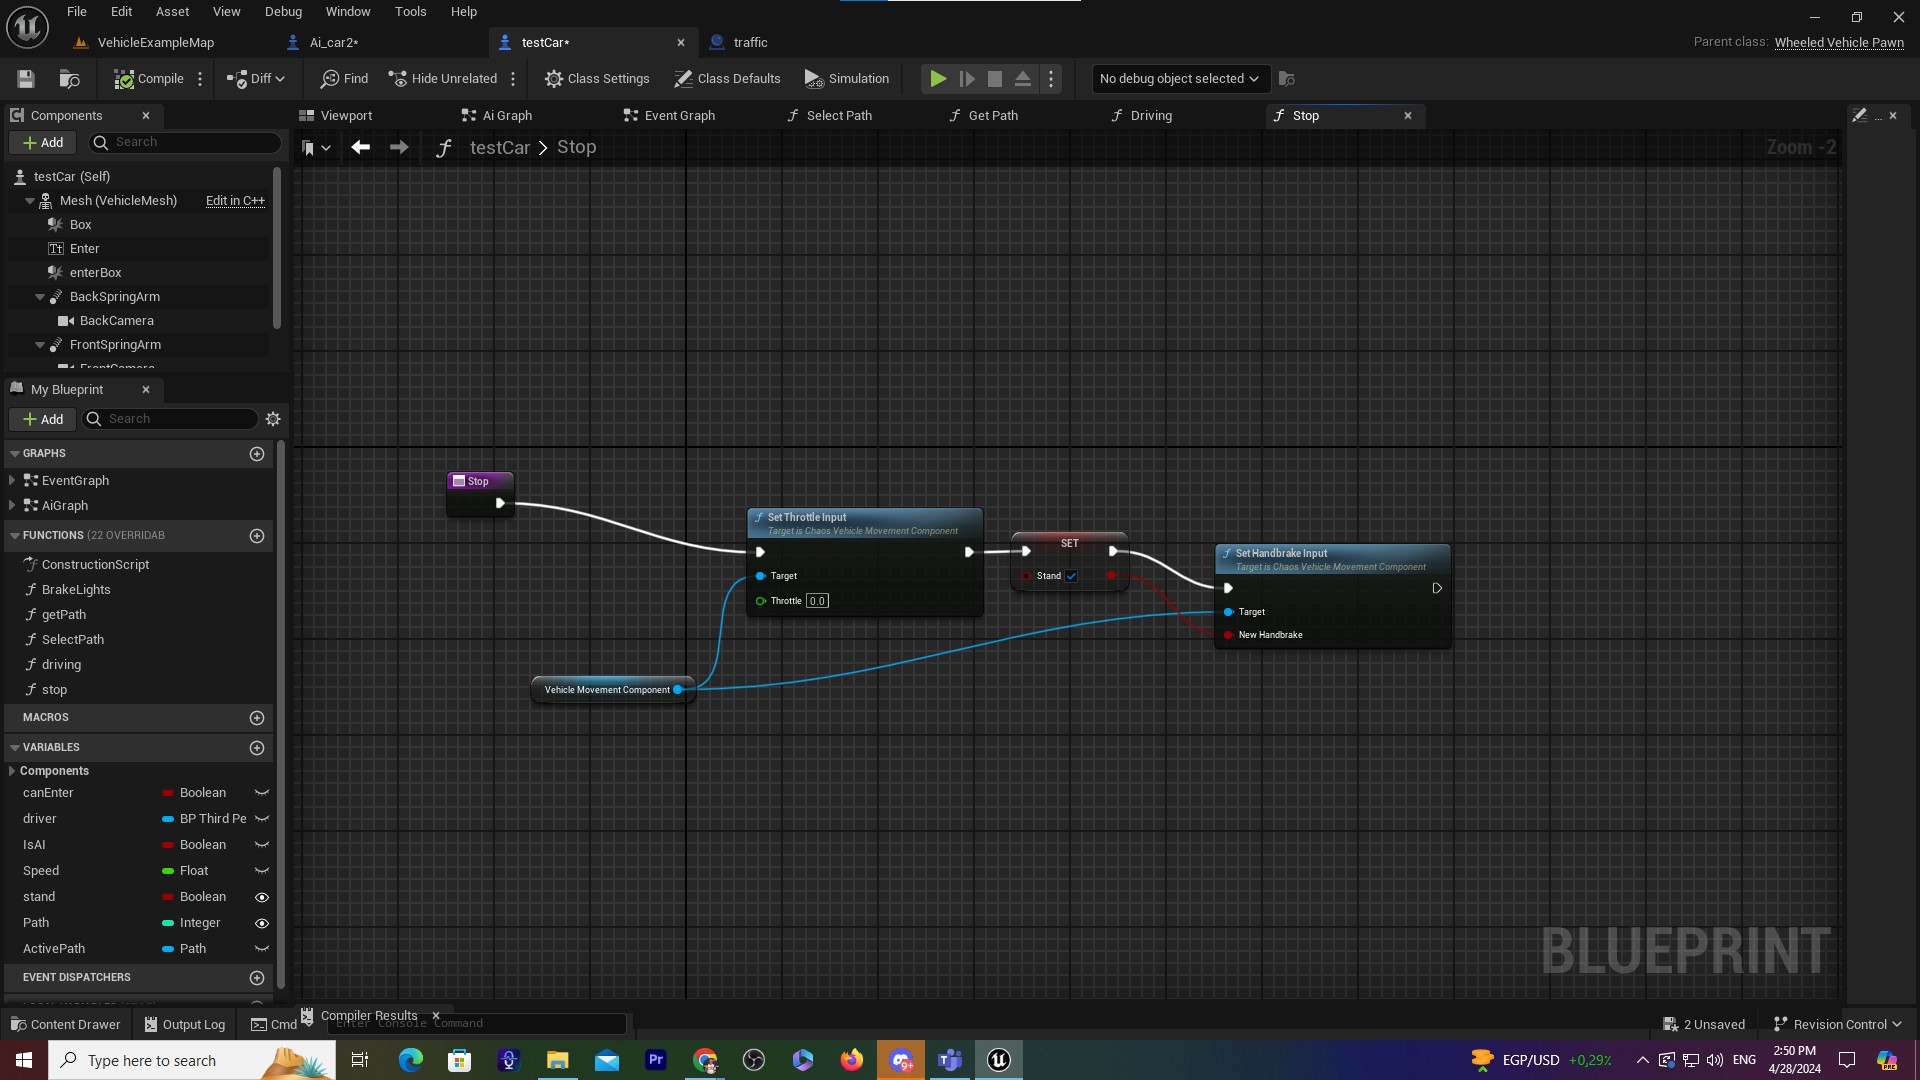 File Edit Asset View Debug Window Tools Help
VehicleExampleMap Ai_car2* testCar* traffic
Parent class: Wheeled Vehicle Pawn
Compile Diff Find Hide Unrelated Class Settings Class Defaults Simulation No debug object selected
Components
Viewport Ai Graph Event Graph Select Path Get Path Driving Stop ...
Add Search
testCar > Stop
Zoom -2
testCar (Self)
Mesh (VehicleMesh) Edit in C++
Box
Enter
enterBox
BackSpringArm
BackCamera
FrontSpringArm
FrontCamera
My Blueprint
Add Search
GRAPHS
EventGraph
AiGraph
FUNCTIONS (22 OVERRIDAB
ConstructionScript
BrakeLights
getPath
SelectPath
driving
stop
MACROS
VARIABLES
Components
canEnter Boolean
driver BP Third Pe
IsAI Boolean
Speed Float
stand Boolean
Path Integer
ActivePath Path
EVENT DISPATCHERS
Stop
Set Throttle Input
Target is Chaos Vehicle Movement Component
Target
Throttle 0.0
SET
Stand
Set Handbrake Input
Target is Chaos Vehicle Movement Component
Target
New Handbrake
Vehicle Movement Component
BLUEPRINT
Compiler Results
Content Drawer Output Log Cmd Enter Console Command 2 Unsaved Revision Control
Type here to search
Pr
9+
EGP/USD +0,29%
ENG
2:50 PM
4/28/2024
PRE